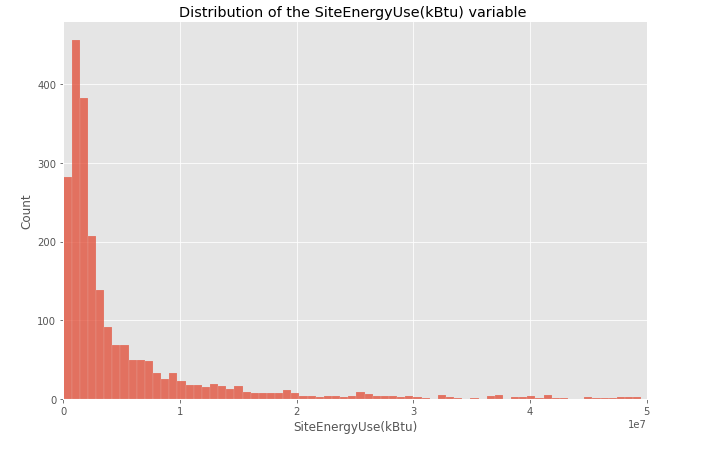 Distribution of the SiteEnergyUse(kBtu) variable
400
300
200
100
0
Count
0 1 2 3 4 5
1e7
SiteEnergyUse(kBtu)